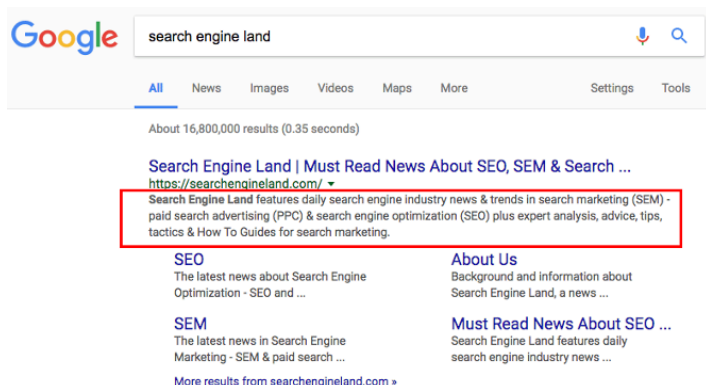 Google
search engine land
All News Images Videos Maps More Settings Tools
About 16,800,000 results (0.35 seconds)
Search Engine Land | Must Read News About SEO, SEM & Search ...
https://searchengineland.com/
Search Engine Land features daily search engine industry news & trends in search marketing (SEM) -
paid search advertising (PPC) & search engine optimization (SEO) plus expert analysis, advice, tips,
tactics & How To Guides for search marketing.
SEO
The latest news about Search Engine
Optimization - SEO and ...
About Us
Background and information about
Search Engine Land, a news ...
SEM
The latest news in Search Engine
Marketing - SEM & paid search ...
Must Read News About SEO ...
Search Engine Land features daily
search engine industry news ...
More results from searchengineland.com »